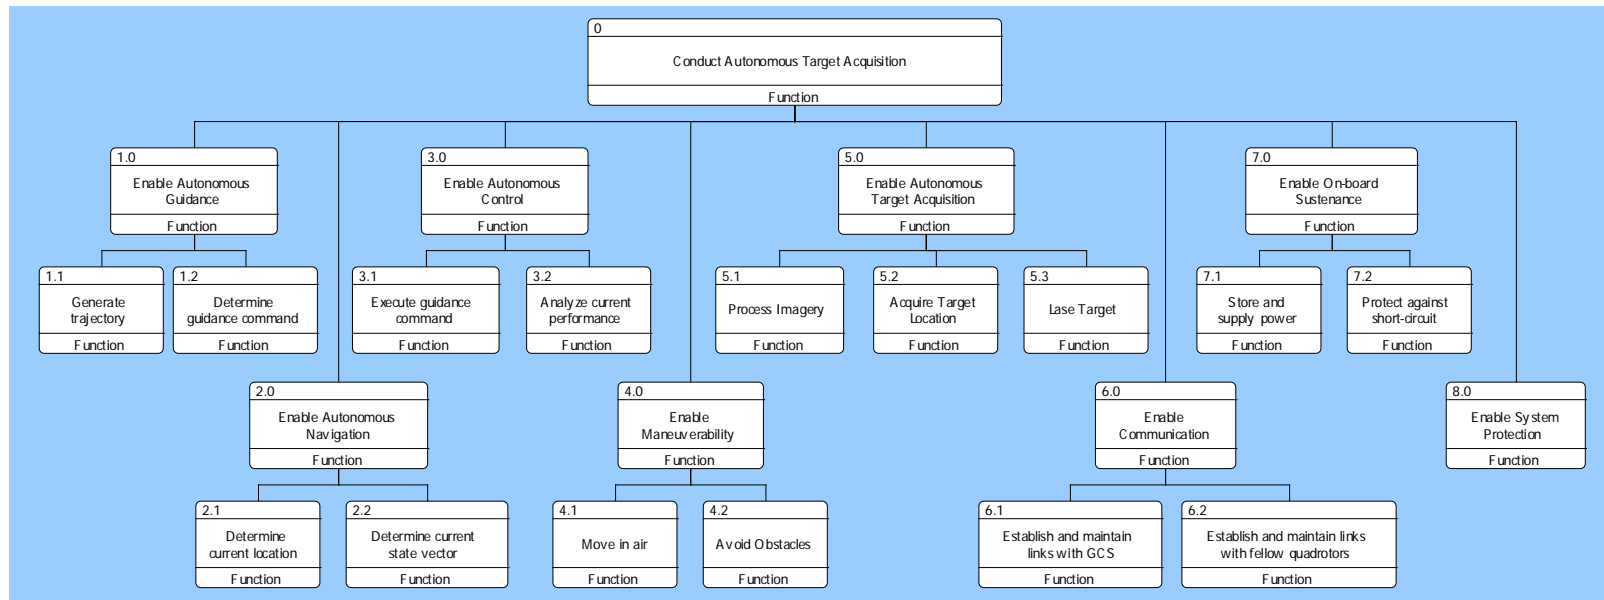 0
Conduct Autonomous Target Acquisition
Function
1.0
Enable Autonomous
Guidance
Function
3.0
Enable Autonomous
Control
Function
5.0
Enable Autonomous
Target Acquisition
Function
7.0
Enable On-board
Sustenance
Function
1.1
Generate
trajectory
Function
1.2
Determine
guidance command
Function
3.1
Execute guidance
command
Function
3.2
Analyze current
performance
Function
5.1
Process Imagery
Function
5.2
Acquire Target
Location
Function
5.3
Lase Target
Function
7.1
Store and
supply power
Function
7.2
Protect against
short-circuit
Function
2.0
Enable Autonomous
Navigation
Function
4.0
Enable
Maneuverability
Function
6.0
Enable
Communication
Function
8.0
Enable System
Protection
Function
2.1
Determine
current location
Function
2.2
Determine current
state vector
Function
4.1
Move in air
Function
4.2
Avoid Obstacles
Function
6.1
Establish and maintain
links with GCS
Function
6.2
Establish and maintain links
with fellow quadrotors
Function